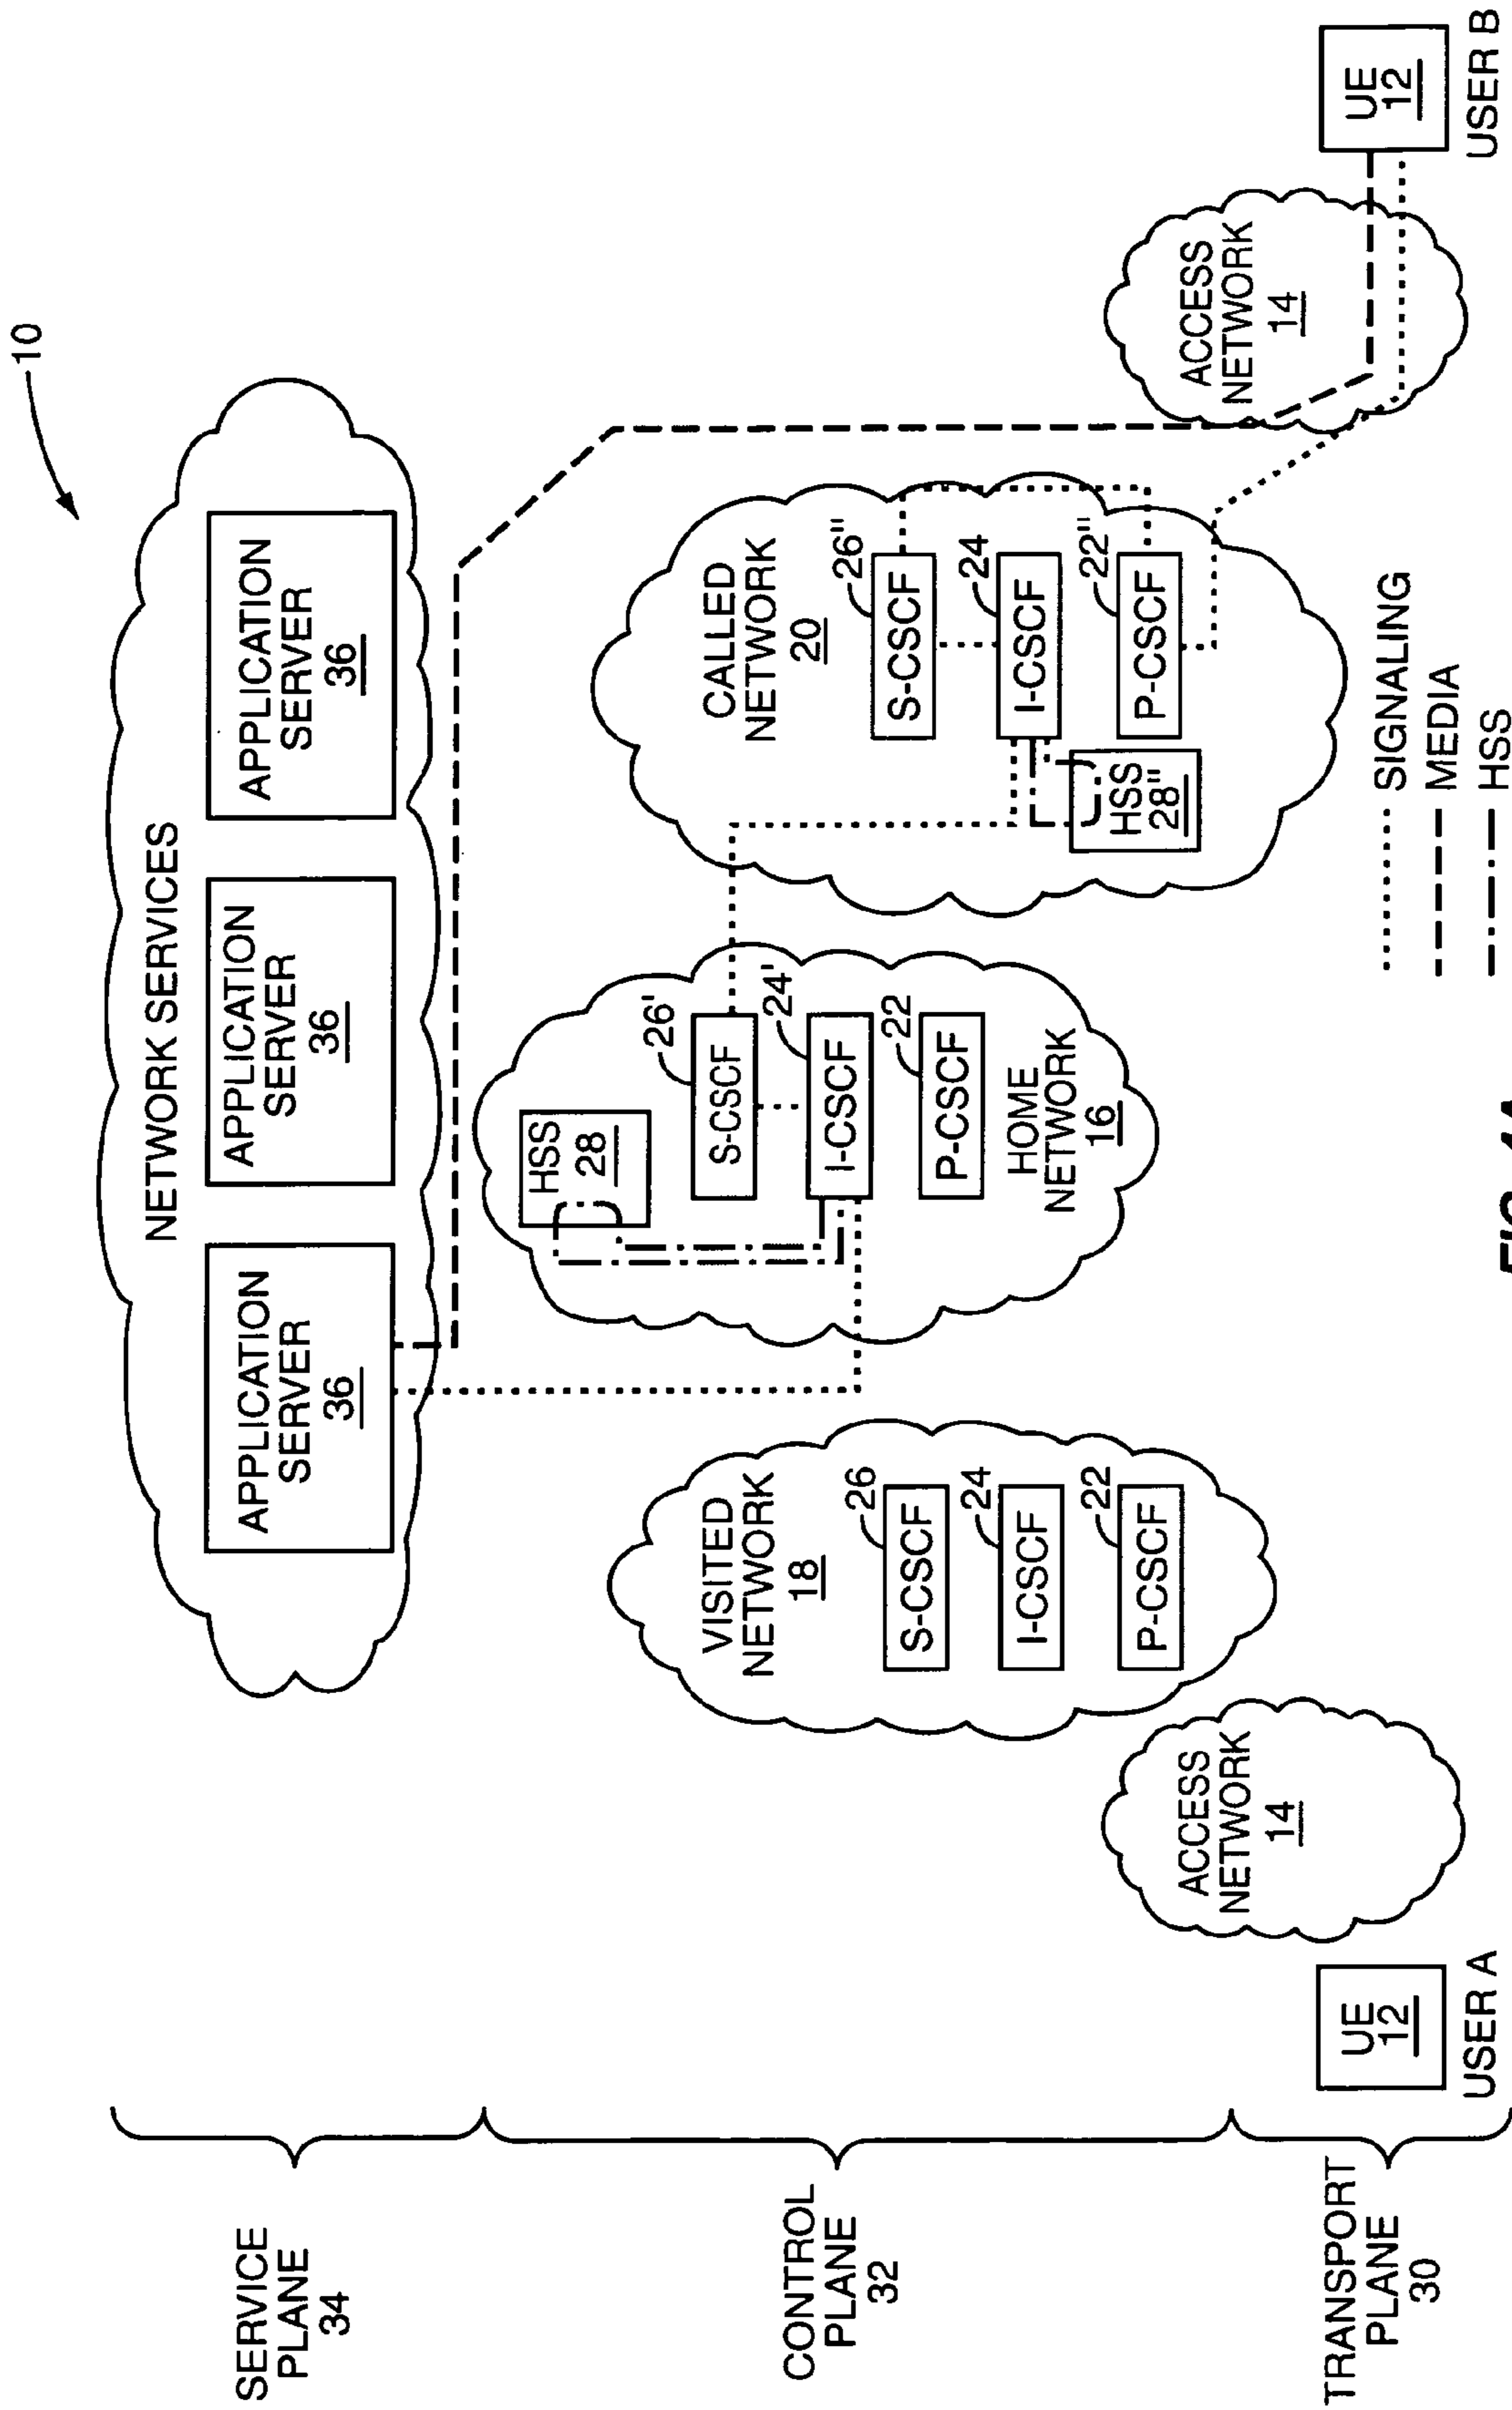 10
NETWORK SERVICES
APPLICATION
SERVER
36
APPLICATION
SERVER
36
APPLICATION
SERVER
36
SERVICE
PLANE
34
CONTROL
PLANE
32
TRANSPORT
PLANE
30
VISITED
NETWORK
18
26
S-CSCF
24
I-CSCF
22
P-CSCF
HSS
28
26'
S-CSCF
24'
I-CSCF
22
P-CSCF
HOME
NETWORK
16
CALLED
NETWORK
20
26"
S-CSCF
24
I-CSCF
22"
P-CSCF
HSS
28"
ACCESS
NETWORK
14
ACCESS
NETWORK
14
UE
12
USER A
UE
12
USER B
SIGNALING
MEDIA
HSS